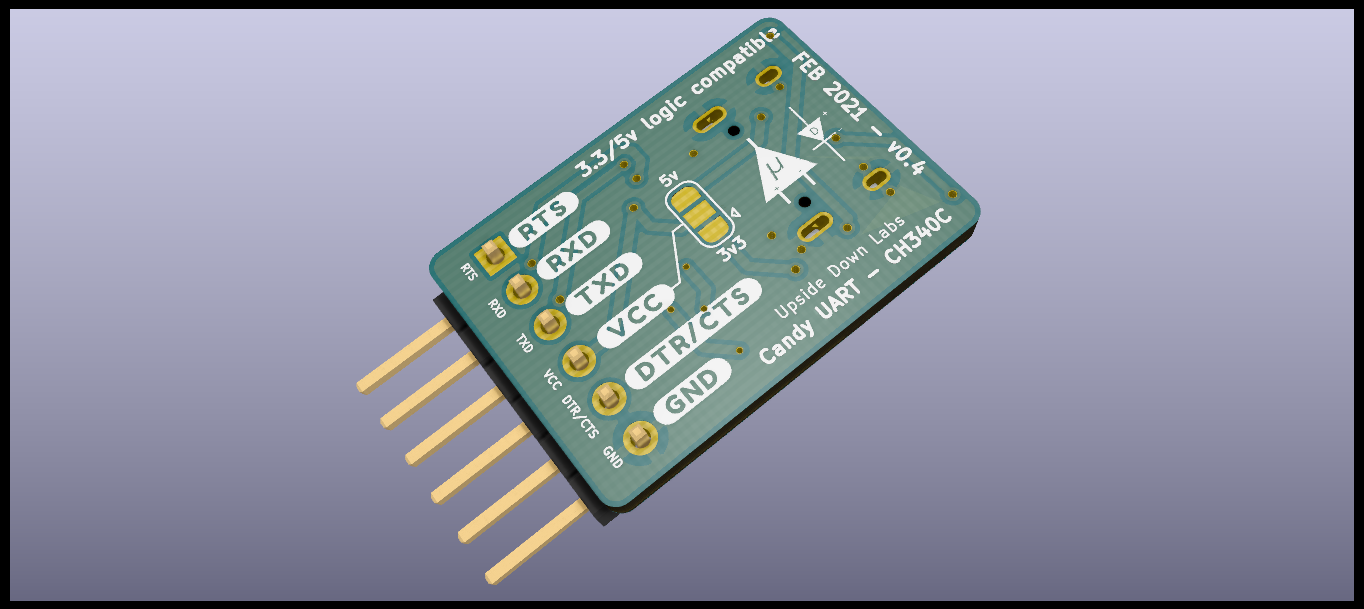 3.3/5v logic compatible
FEB 2021 - v0.4
D
μ
5v
3v3
RTS
RXD
TXD
VCC
DTR/CTS
GND
RTS
RXD
TXD
VCC
DTR/CTS
GND
Upside Down Labs
Candy UART - CH340C